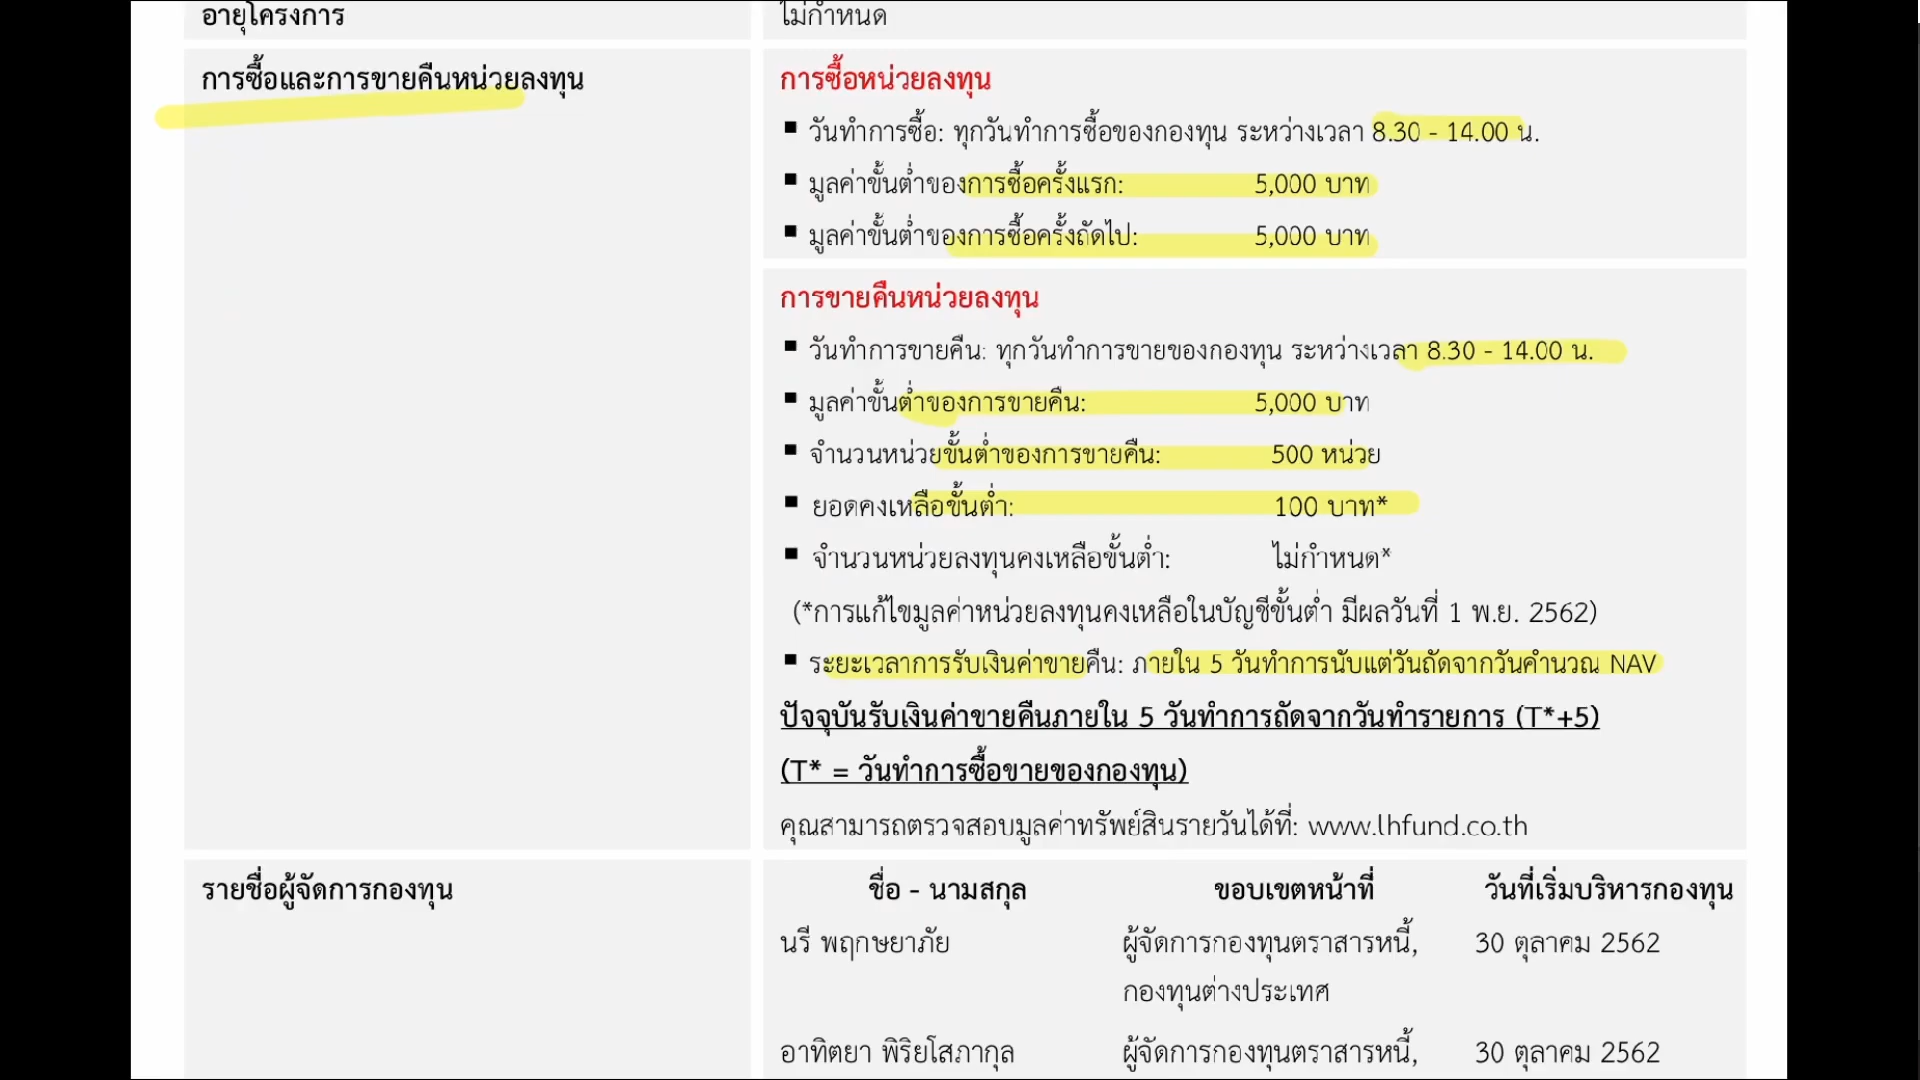 อายุโครงการ ไม่กำหนด
การซื้อและการขายคืนหน่วยลงทุน
การซื้อหน่วยลงทุน
▪ วันทำการซื้อ: ทุกวันทำการซื้อของกองทุน ระหว่างเวลา 8.30 - 14.00 น.
▪ มูลค่าขั้นต่ำของการซื้อครั้งแรก: 5,000 บาท
▪ มูลค่าขั้นต่ำของการซื้อครั้งถัดไป: 5,000 บาท
การขายคืนหน่วยลงทุน
▪ วันทำการขายคืน: ทุกวันทำการขายของกองทุน ระหว่างเวลา 8.30 - 14.00 น.
▪ มูลค่าขั้นต่ำของการขายคืน: 5,000 บาท
▪ จำนวนหน่วยขั้นต่ำของการขายคืน: 500 หน่วย
▪ ยอดคงเหลือขั้นต่ำ: 100 บาท*
▪ จำนวนหน่วยลงทุนคงเหลือขั้นต่ำ: ไม่กำหนด*
(*การแก้ไขมูลค่าหน่วยลงทุนคงเหลือในบัญชีขั้นต่ำ มีผลวันที่ 1 พ.ย. 2562)
▪ ระยะเวลาการรับเงินค่าขายคืน: ภายใน 5 วันทำการนับแต่วันถัดจากวันคำนวณ NAV
ปัจจุบันรับเงินค่าขายคืนภายใน 5 วันทำการถัดจากวันทำรายการ (T*+5)
(T* = วันทำการซื้อขายของกองทุน)
คุณสามารถตรวจสอบมูลค่าทรัพย์สินรายวันได้ที่: www.lhfund.co.th
รายชื่อผู้จัดการกองทุน
ชื่อ - นามสกุล ขอบเขตหน้าที่ วันที่เริ่มบริหารกองทุน
นรี พฤกษยาภัย ผู้จัดการกองทุนตราสารหนี้, 30 ตุลาคม 2562
กองทุนต่างประเทศ
อาทิตยา พิริยโสภากุล ผู้จัดการกองทุนตราสารหนี้, 30 ตุลาคม 2562